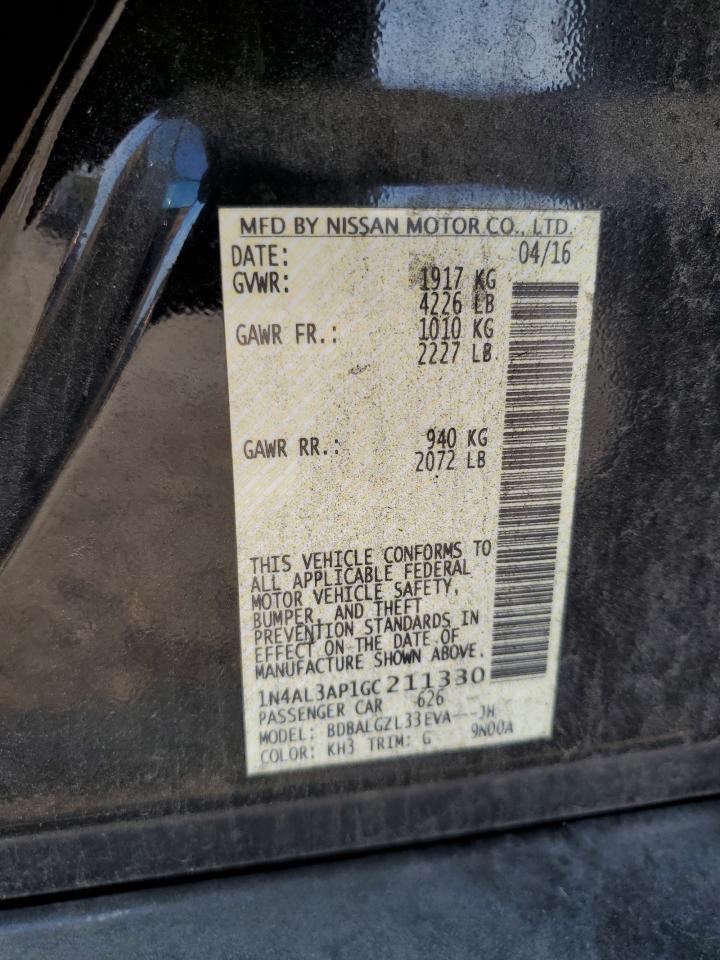 MFD BY NISSAN MOTOR CO., LTD.
DATE: 04/16
GVWR: 1917 KG
4226 LB
GAWR FR.: 1010 KG
2227 LB
GAWR RR.: 940 KG
2072 LB
THIS VEHICLE CONFORMS TO
ALL APPLICABLE FEDERAL
MOTOR VEHICLE SAFETY,
BUMPER, AND THEFT
PREVENTION STANDARDS IN
EFFECT ON THE DATE OF
MANUFACTURE SHOWN ABOVE.
1N4AL3AP1GC211330
PASSENGER CAR 626
MODEL: BDBALGZL33EVA---JH
COLOR: KH3 TRIM: G 9N00A